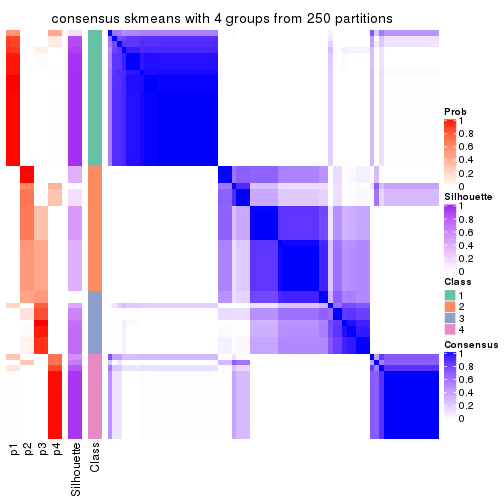 consensus skmeans with 4 groups from 250 partitions
Prob
1
0.8
0.6
0.4
0.2
0
Silhouette
1
0.8
0.6
0.4
0.2
0
Class
1
2
3
4
Consensus
1
0.8
0.6
0.4
0.2
0
p1
p2
p3
p4
Silhouette
Class